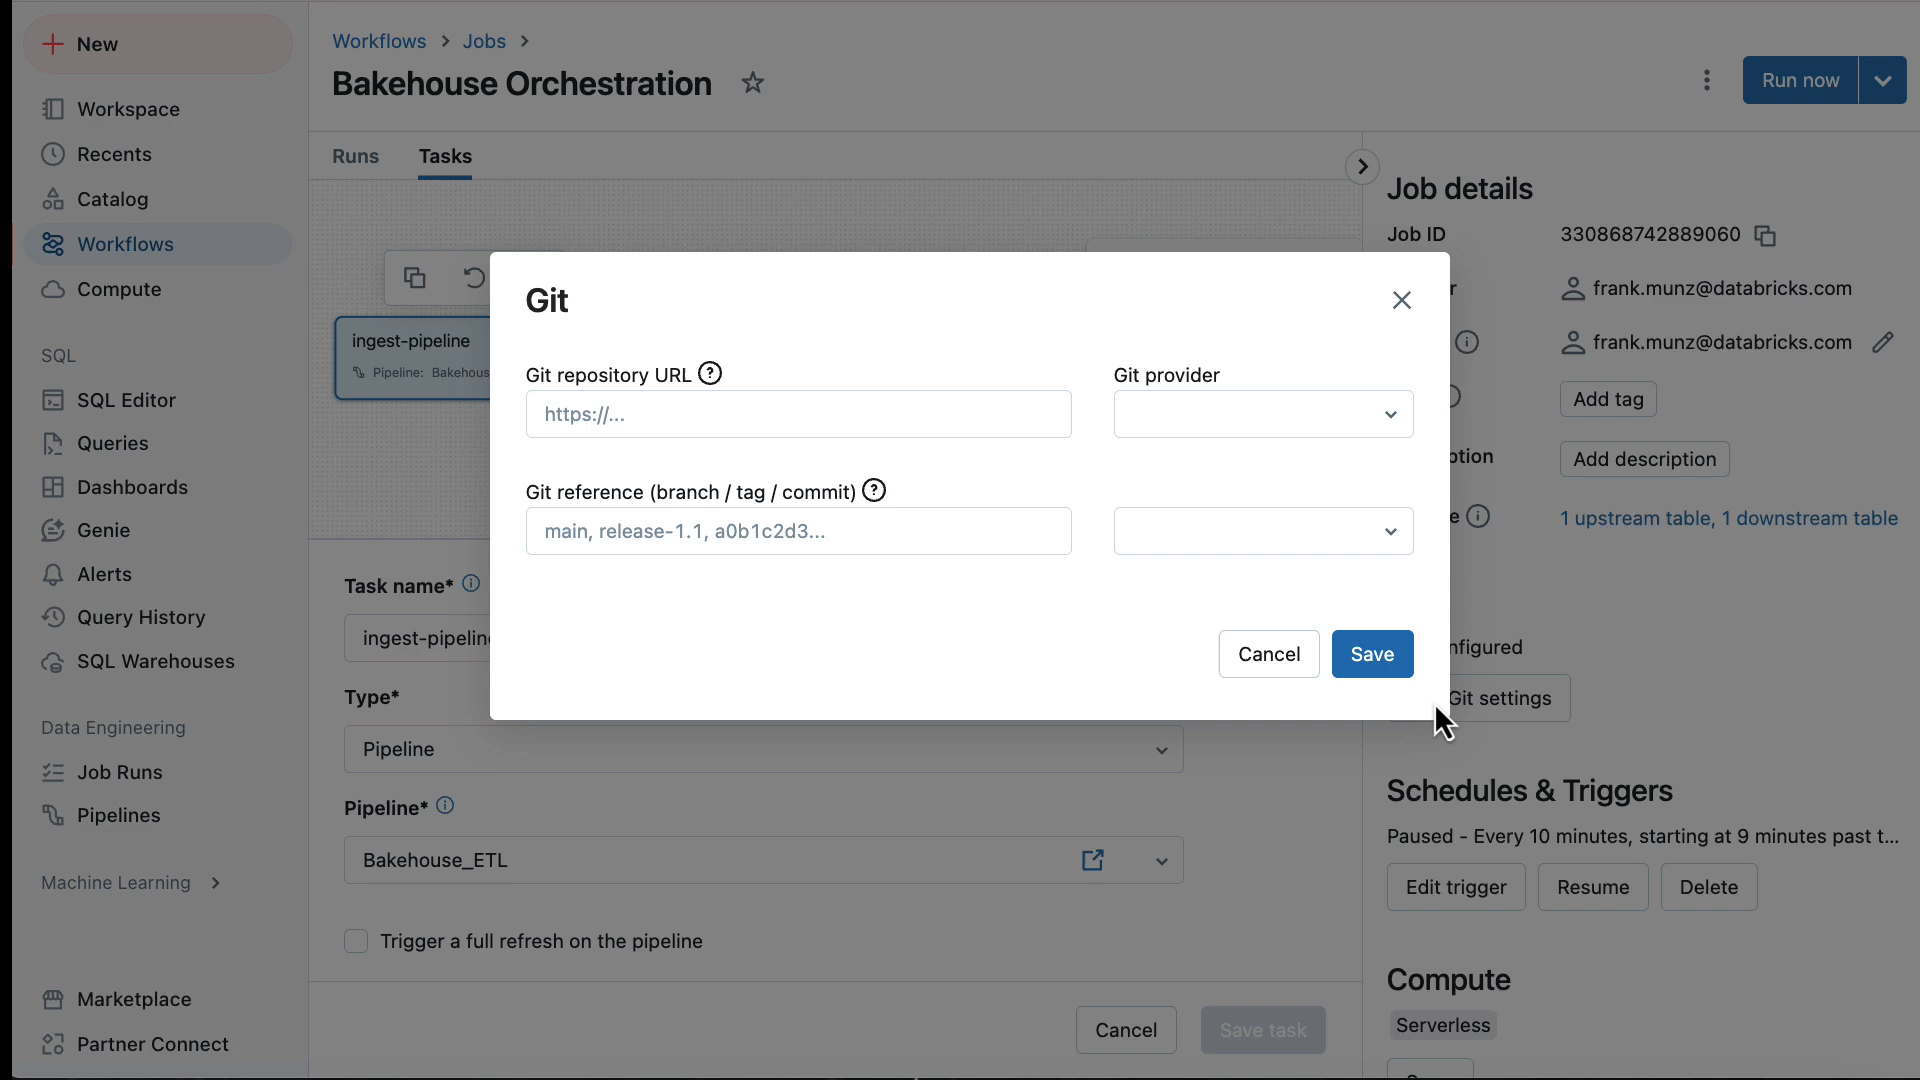 New
Workspace
Recents
Catalog
Workflows
Compute
SQL
SQL Editor
Queries
Dashboards
Genie
Alerts
Query History
SQL Warehouses
Data Engineering
Job Runs
Pipelines
Machine Learning
Marketplace
Partner Connect
Workflows > Jobs >
Bakehouse Orchestration
Run now
Runs Tasks
ingest-pipeline
Pipeline: Bakehous
Git
Git repository URL
Git provider
https://...
Git reference (branch / tag / commit)
main, release-1.1, a0b1c2d3...
Cancel Save
Task name*
ingest-pipelin
Type*
Pipeline
Pipeline*
Bakehouse_ETL
Trigger a full refresh on the pipeline
Cancel Save task
Job details
Job ID 330868742889060
frank.munz@databricks.com
frank.munz@databricks.com
Add tag
ption Add description
e 1 upstream table, 1 downstream table
nfigured
Git settings
Schedules & Triggers
Paused - Every 10 minutes, starting at 9 minutes past t...
Edit trigger Resume Delete
Compute
Serverless